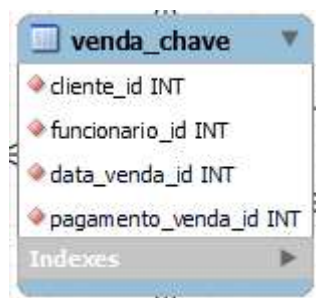 venda_chave
cliente_id INT
funcionario_id INT
data_venda_id INT
pagamento_venda_id INT
Indexes